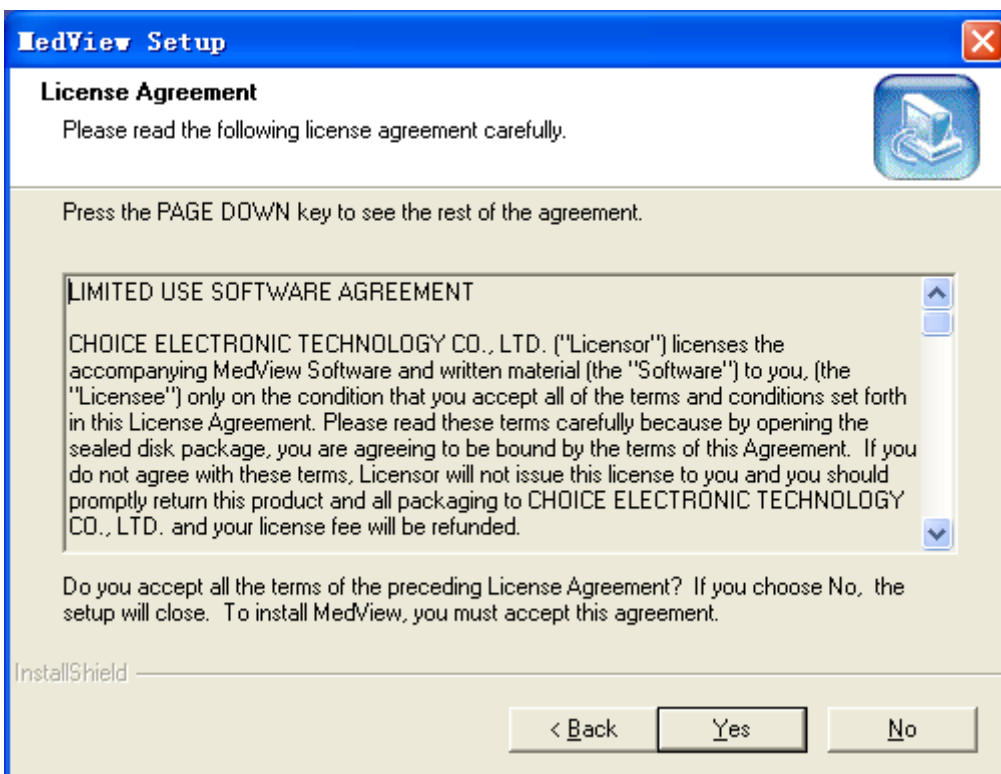 MedView Setup
License Agreement
Please read the following license agreement carefully.
Press the PAGE DOWN key to see the rest of the agreement.
LIMITED USE SOFTWARE AGREEMENT
CHOICE ELECTRONIC TECHNOLOGY CO., LTD. ("Licensor") licenses the
accompanying MedView Software and written material (the "Software") to you, (the
"Licensee") only on the condition that you accept all of the terms and conditions set forth
in this License Agreement. Please read these terms carefully because by opening the
sealed disk package, you are agreeing to be bound by the terms of this Agreement.  If you
do not agree with these terms, Licensor will not issue this license to you and you should
promptly return this product and all packaging to CHOICE ELECTRONIC TECHNOLOGY
CO., LTD. and your license fee will be refunded.
Do you accept all the terms of the preceding License Agreement?  If you choose No,  the
setup will close.  To install MedView, you must accept this agreement.
InstallShield
< Back
Yes
No